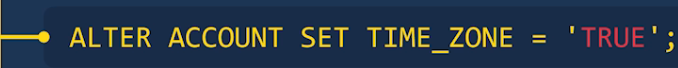 ALTER ACCOUNT SET TIME_ZONE = 'TRUE';